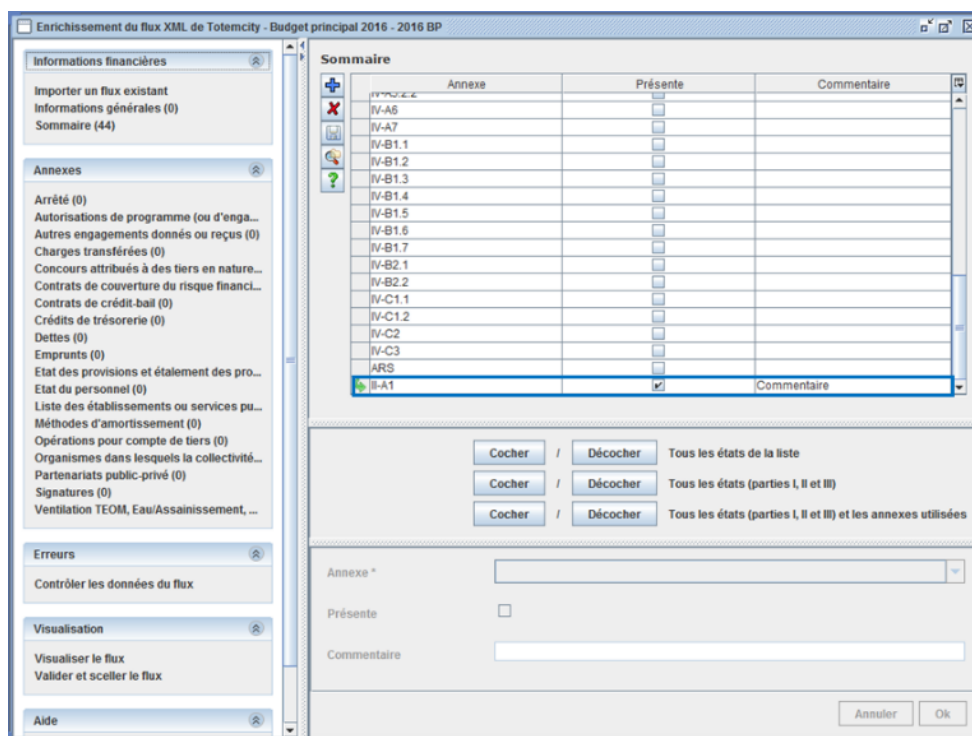 Enrichissement du flux XML de Totemcity - Budget principal 2016 - 2016 BP
Informations financières
Importer un flux existant
Informations générales (0)
Sommaire (44)
Annexes
Arrêté (0)
Autorisations de programme (ou d'enga...
Autres engagements donnés ou reçus (0)
Charges transférées (0)
Concours attribués à des tiers en nature...
Contrats de couverture du risque financi...
Contrats de crédit-bail (0)
Crédits de trésorerie (0)
Dettes (0)
Emprunts (0)
Etat des provisions et étalement des pro...
Etat du personnel (0)
Liste des établissements ou services pu...
Méthodes d'amortissement (0)
Opérations pour compte de tiers (0)
Organismes dans lesquels la collectivité...
Partenariats public-privé (0)
Signatures (0)
Ventilation TEOM, Eau/Assainissement, ...
Erreurs
Contrôler les données du flux
Visualisation
Visualiser le flux
Valider et sceller le flux
Aide
Sommaire
Annexe Présente Commentaire
IV-A6
IV-A7
IV-B1.1
IV-B1.2
IV-B1.3
IV-B1.4
IV-B1.5
IV-B1.6
IV-B1.7
IV-B2.1
IV-B2.2
IV-C1.1
IV-C1.2
IV-C2
IV-C3
ARS
II-A1 Commentaire
Cocher / Décocher Tous les états de la liste
Cocher / Décocher Tous les états (parties I, II et III)
Cocher / Décocher Tous les états (parties I, II et III) et les annexes utilisées
Annexe *
Présente
Commentaire
Annuler Ok